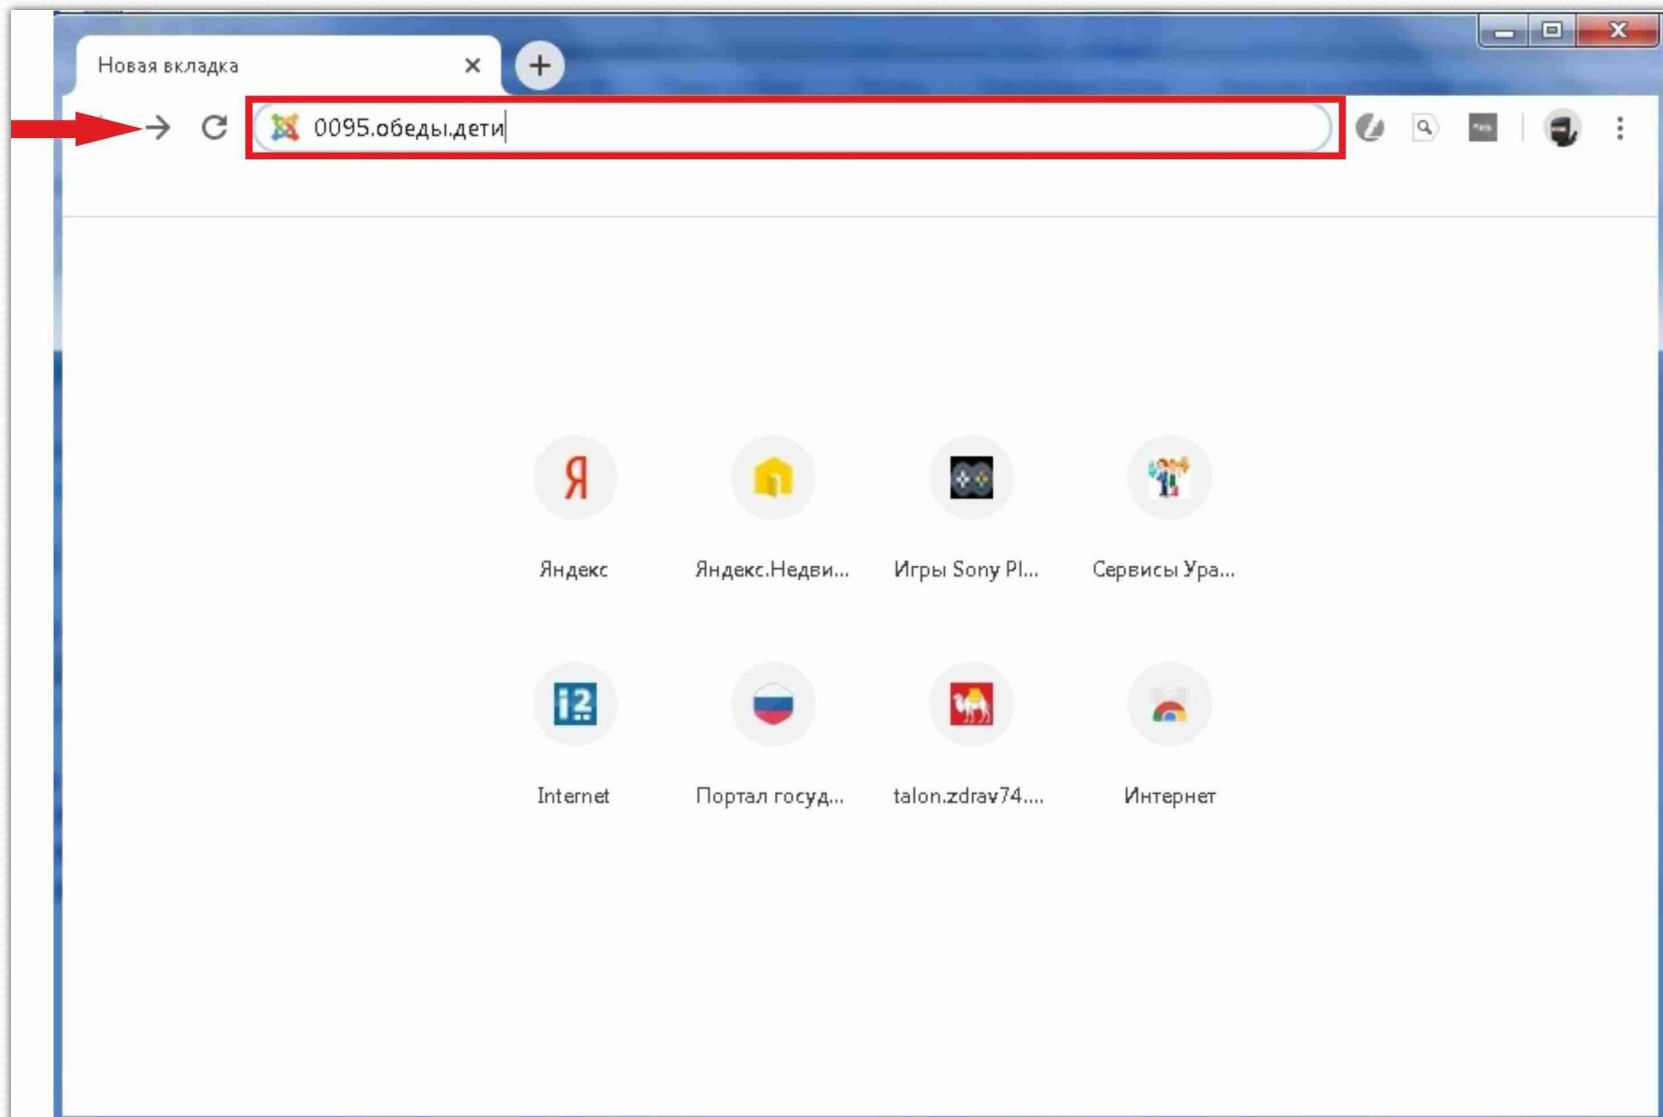 Новая вкладка
0095.обеды.дети
Я
Яндекс
Яндекс.Недви...
Игры Sony Pl...
Сервисы Ура...
i2
Internet
Портал госуд...
talon.zdrav74....
Интернет